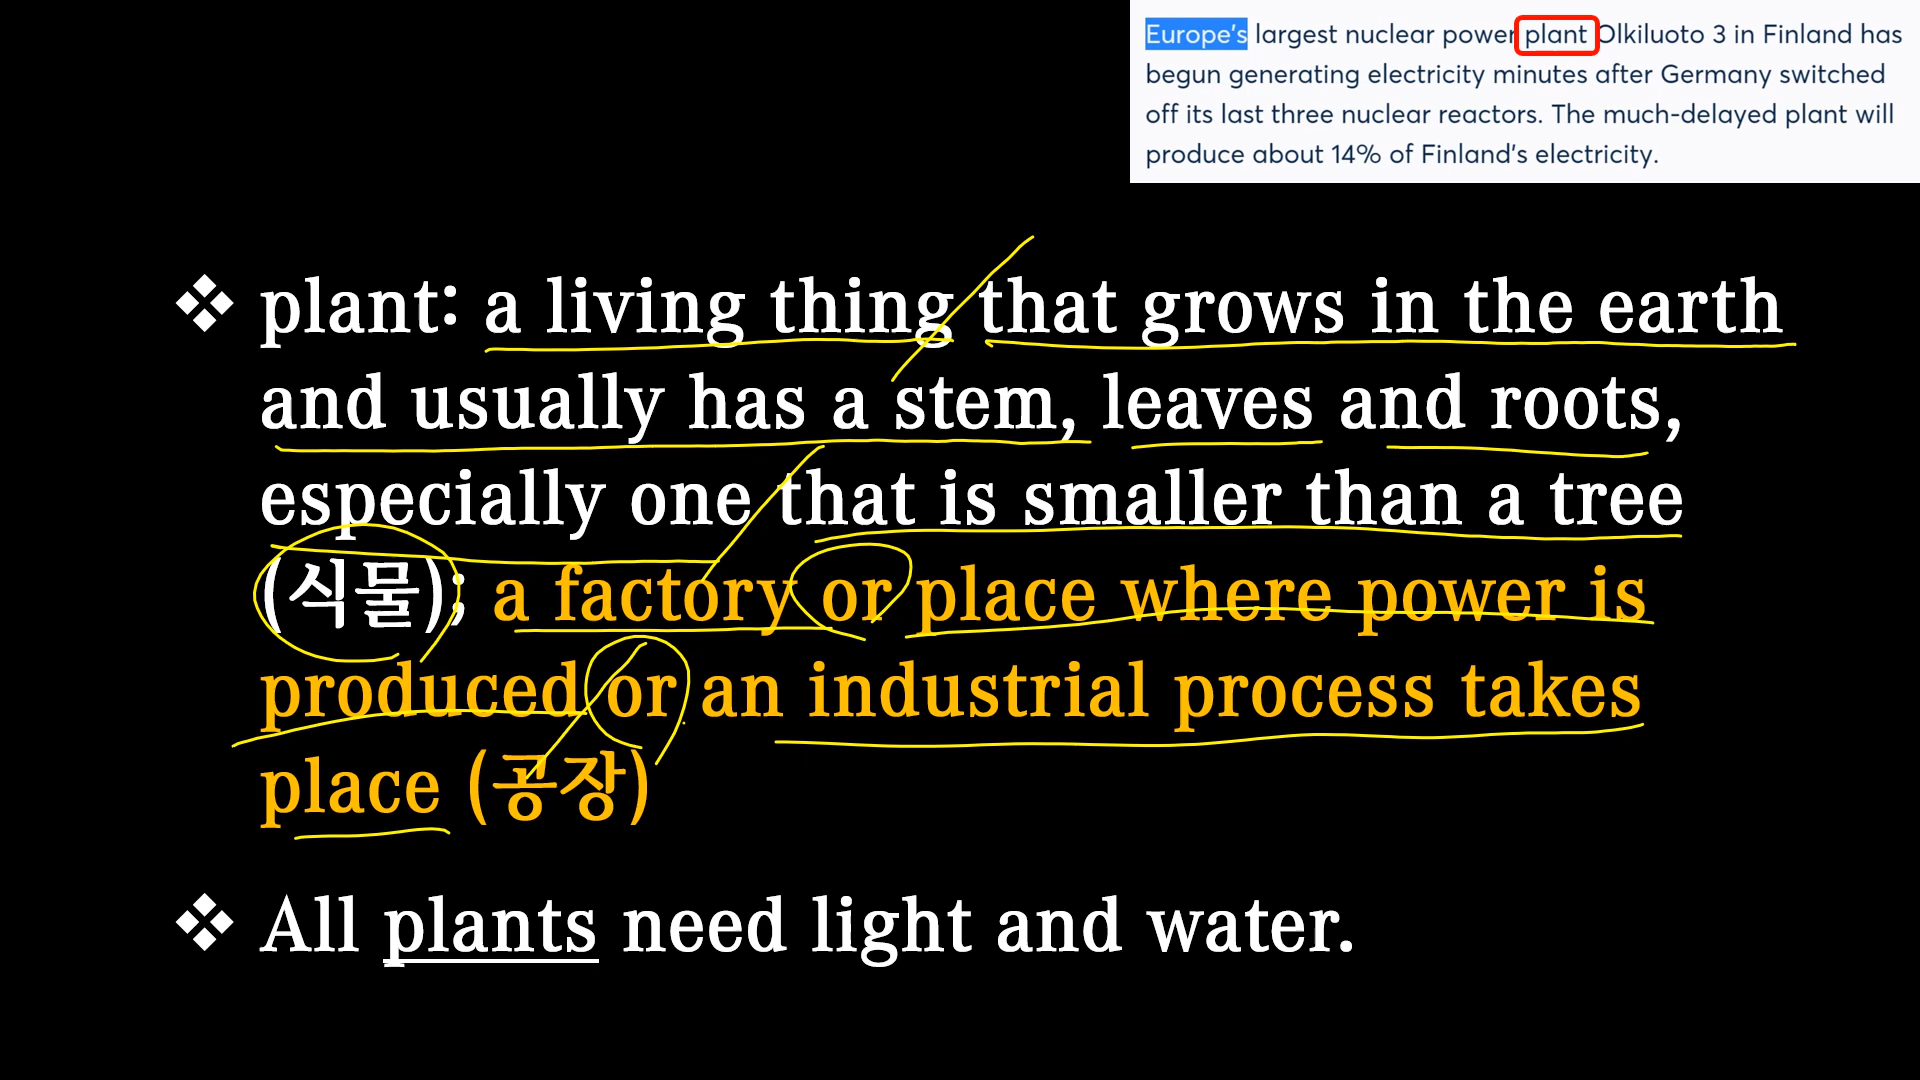 Europe's largest nuclear power plant Olkiluoto 3 in Finland has
begun generating electricity minutes after Germany switched
off its last three nuclear reactors. The much-delayed plant will
produce about 14% of Finland's electricity.
❖ plant: a living thing that grows in the earth
and usually has a stem, leaves and roots,
especially one that is smaller than a tree
(식물); a factory or place where power is
produced or an industrial process takes
place (공장)
❖ All plants need light and water.